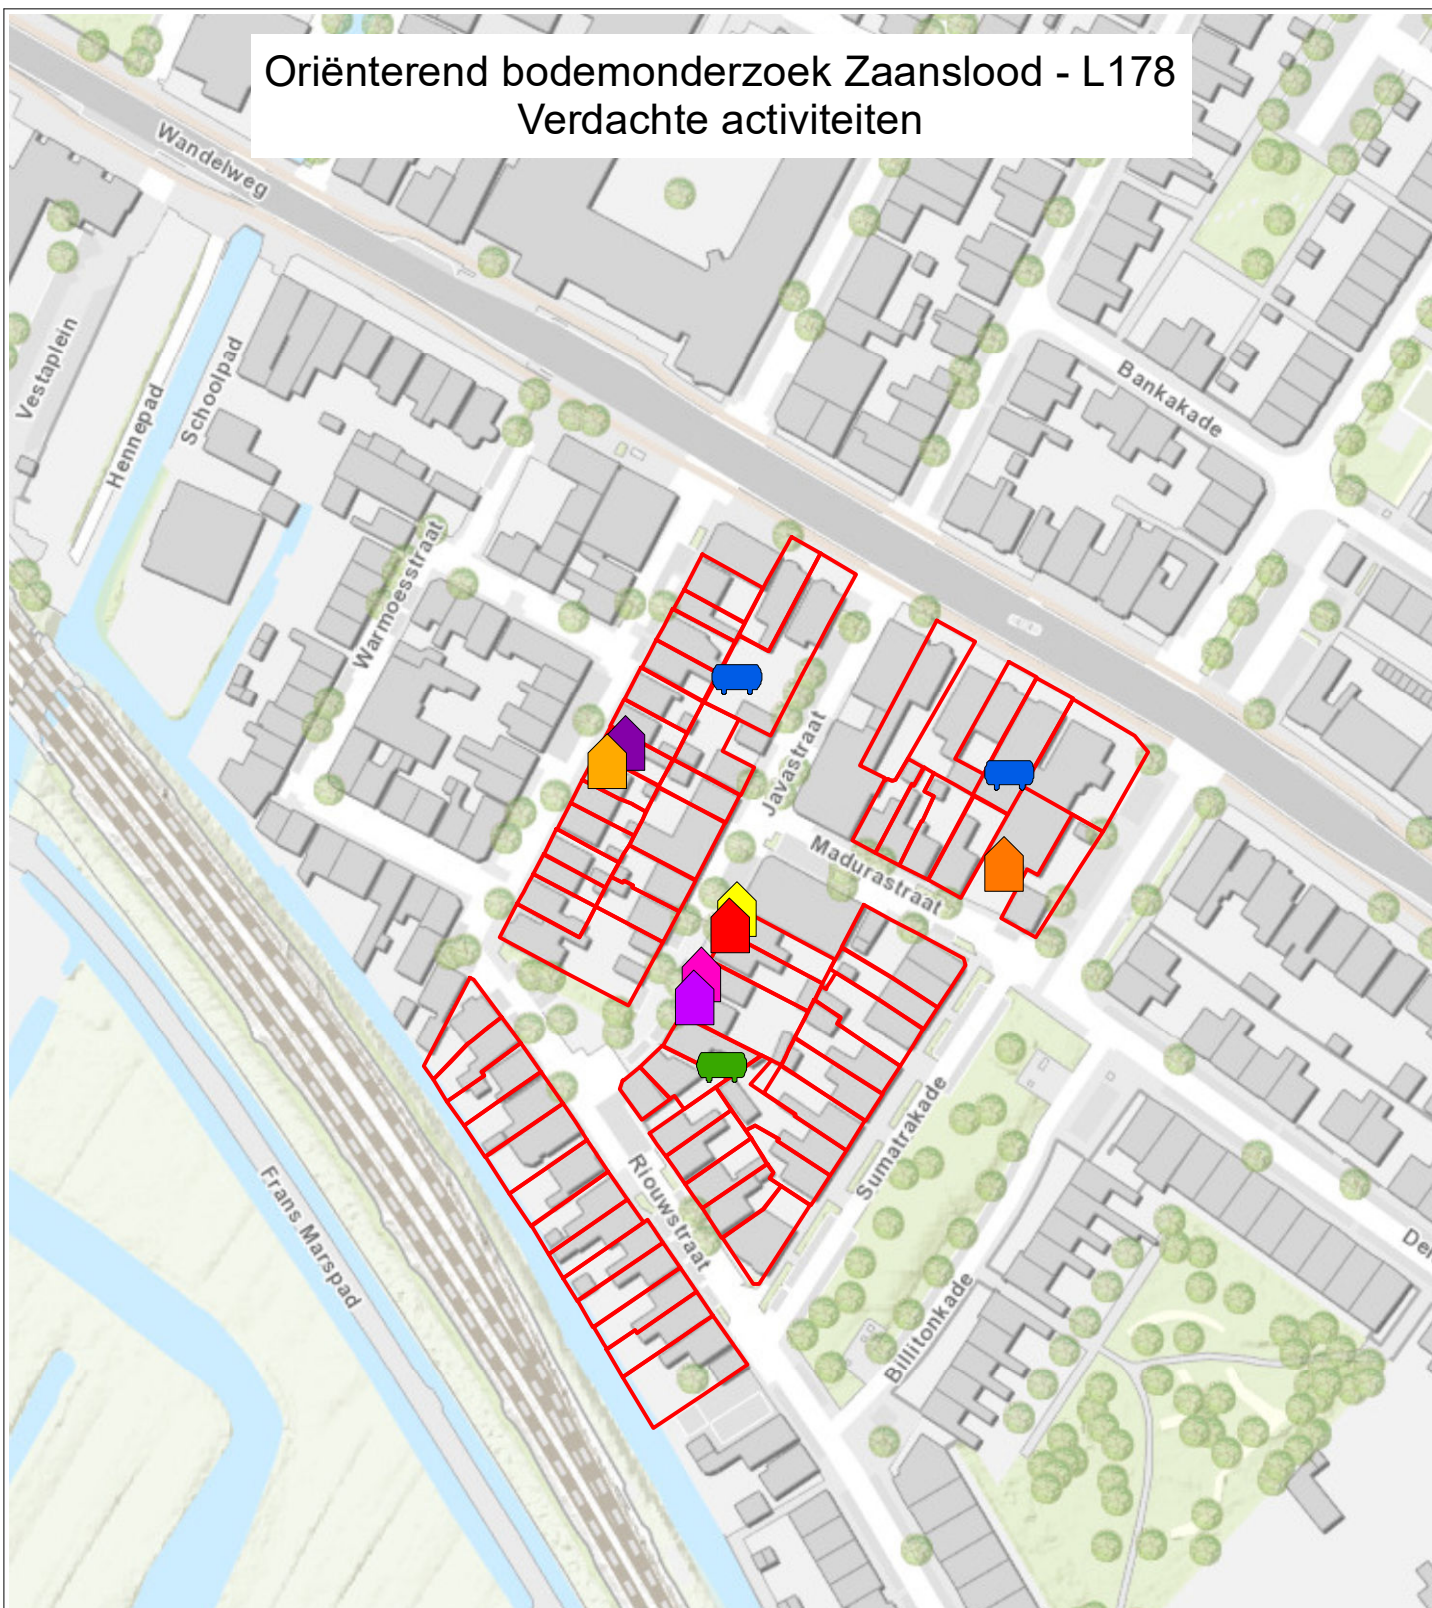 Oriënterend bodemonderzoek Zaanslood - L178
Verdachte activiteiten
Wandelweg
Vestaplein
Hennepad
Schoolpad
Bankakade
Warmoesstraat
Javastraat
Madurastraat
Sumatrakade
Riouwstraat
Frans Marspad
Billitonkade